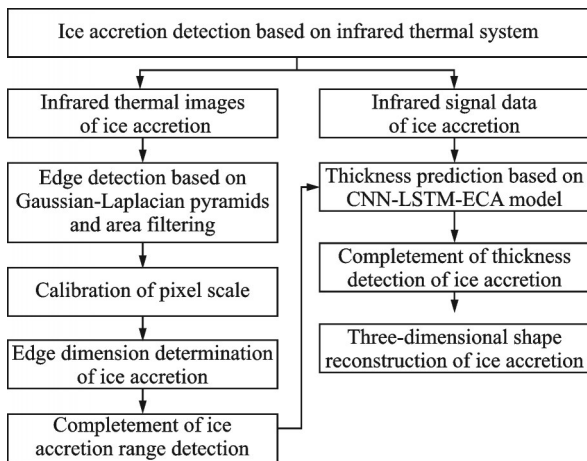 Ice accretion detection based on infrared thermal system
Infrared thermal images
of ice accretion
Edge detection based on
Gaussian-Laplacian pyramids
and area filtering
Calibration of pixel scale
Edge dimension determination
of ice accretion
Completement of ice
accretion range detection
Infrared signal data
of ice accretion
Thickness prediction based on
CNN-LSTM-ECA model
Completement of thickness
detection of ice accretion
Three-dimensional shape
reconstruction of ice accretion